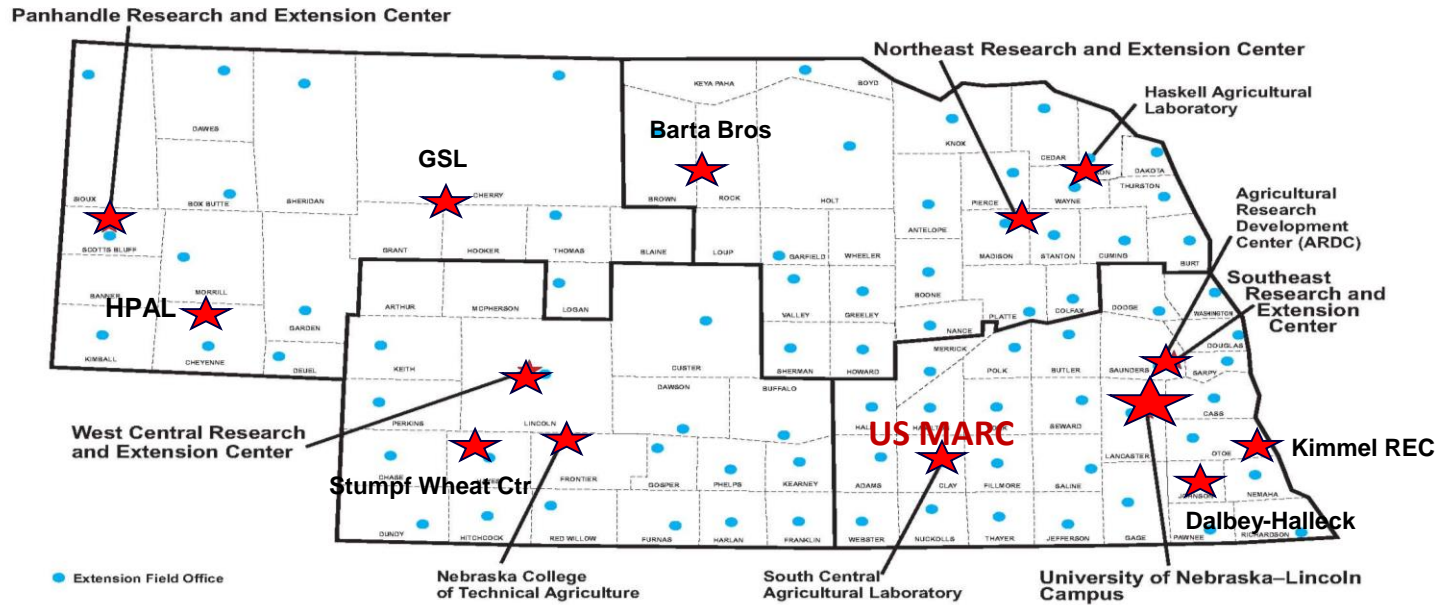 Panhandle Research and Extension Center
Northeast Research and Extension Center
Haskell Agricultural
Laboratory
Agricultural
Research
Development
Center (ARDC)
Southeast
Research and
Extension
Center
Barta Bros
GSL
HPAL
KEYA PAHA
BOYD
DAWES
KNOX
CEDAR
DAKOTA
THURSTON
SIOUX
BOX BUTTE
SHERIDAN
CHERRY
BROWN
ROCK
HOLT
PIERCE
WAYNE
ANTELOPE
SCOTTS BLUFF
GRANT
HOOKER
THOMAS
BLAINE
LOUP
GARFIELD
WHEELER
MADISON
STANTON
CUMING
BURT
BANNER
MORRILL
GARDEN
ARTHUR
MCPHERSON
LOGAN
VALLEY
GREELEY
BOONE
NANCE
PLATTE
COLFAX
DODGE
WASHINGTON
KIMBALL
CHEYENNE
DEUEL
KEITH
CUSTER
SHERMAN
HOWARD
MERRICK
POLK
BUTLER
SAUNDERS
DOUGLAS
SARPY
West Central Research
and Extension Center
PERKINS
LINCOLN
DAWSON
BUFFALO
HALL
US MARC
SEWARD
LANCASTER
CASS
OTOE
Kimmel REC
CHASE
Stumpf Wheat Ctr
FRONTIER
GOSPER
PHELPS
KEARNEY
ADAMS
CLAY
FILLMORE
SALINE
JOHNSON
NEMAHA
Dalbey-Halleck
DUNDY
HITCHCOCK
RED WILLOW
FURNAS
HARLAN
FRANKLIN
WEBSTER
NUCKOLLS
THAYER
JEFFERSON
GAGE
PAWNEE
RICHARDSON
Extension Field Office
Nebraska College
of Technical Agriculture
South Central
Agricultural Laboratory
University of Nebraska–Lincoln
Campus